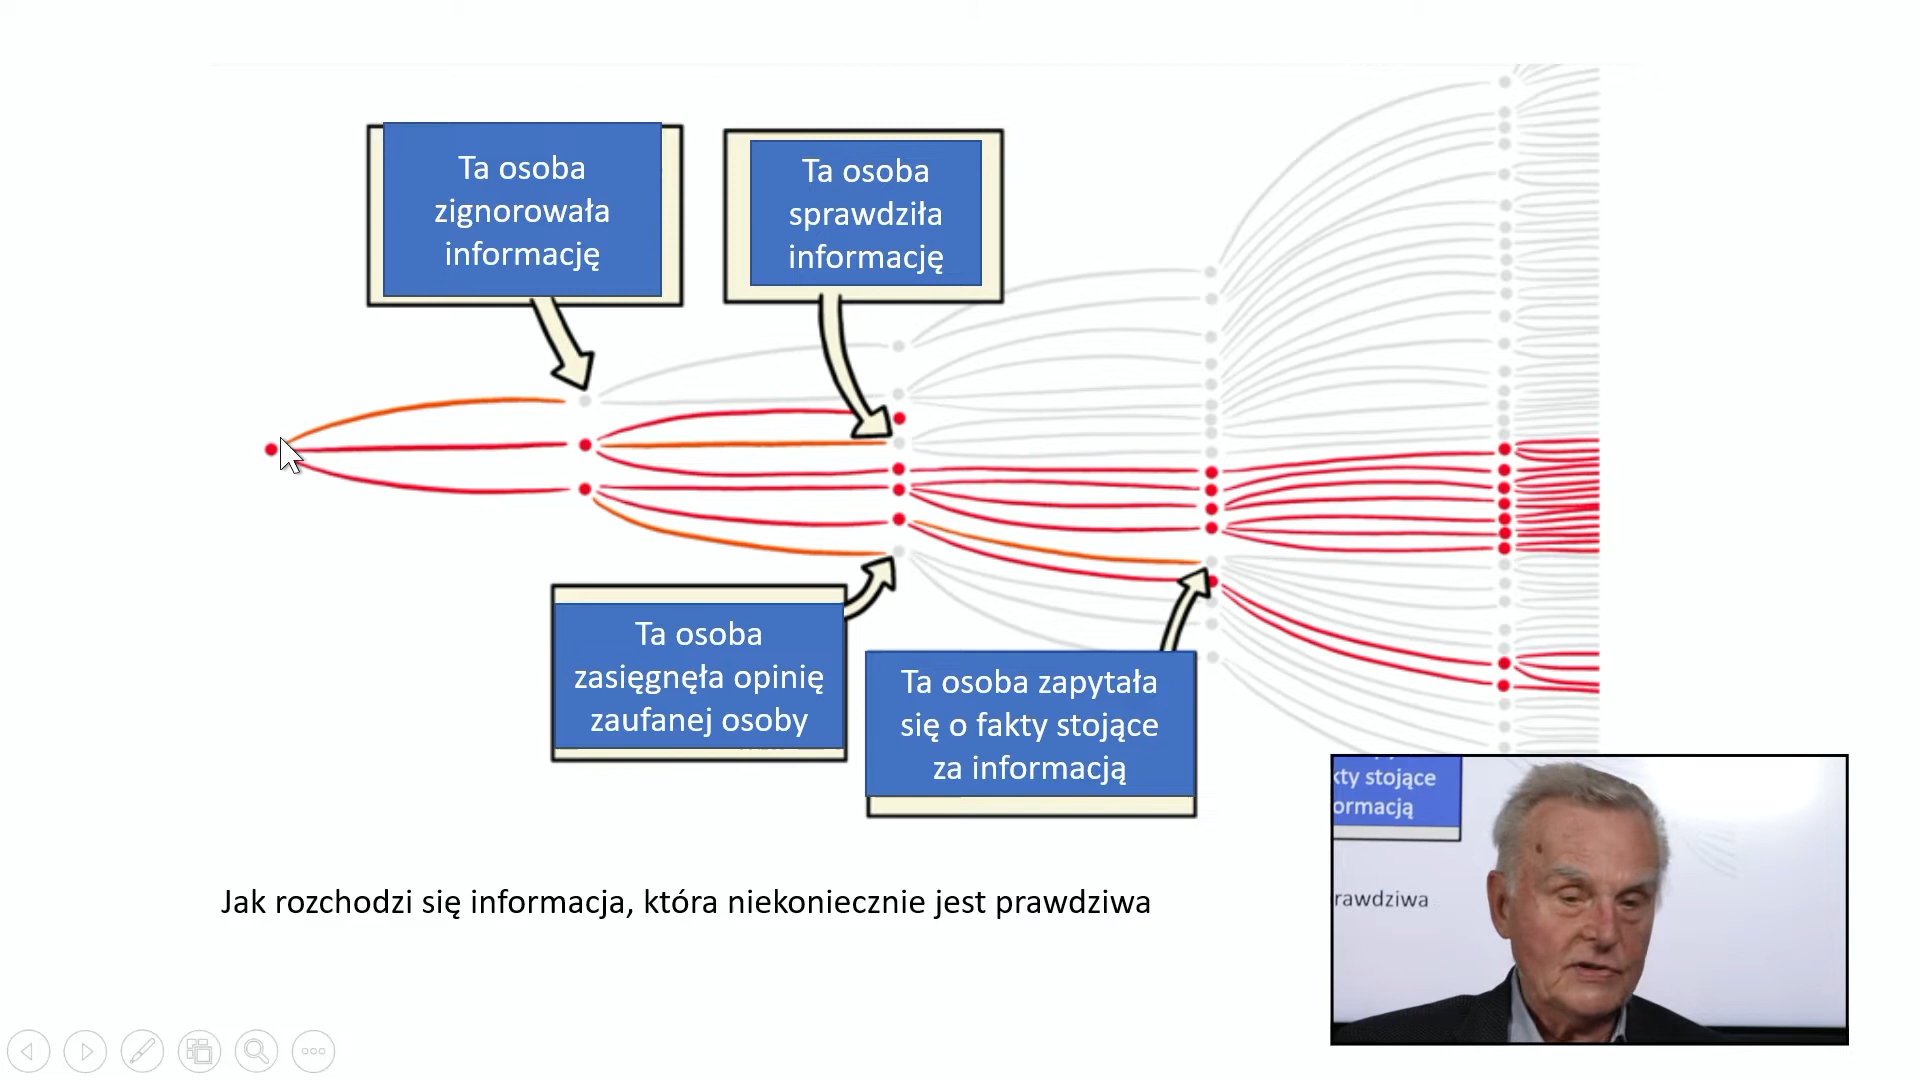 Ta osoba
zignorowała
informację
Ta osoba
sprawdziła
informację
Ta osoba
zasięgnęła opinię
zaufanej osoby
Ta osoba zapytała
się o fakty stojące
za informacją
Jak rozchodzi się informacja, która niekoniecznie jest prawdziwa
kty stojące
ormacją
rawdziwa